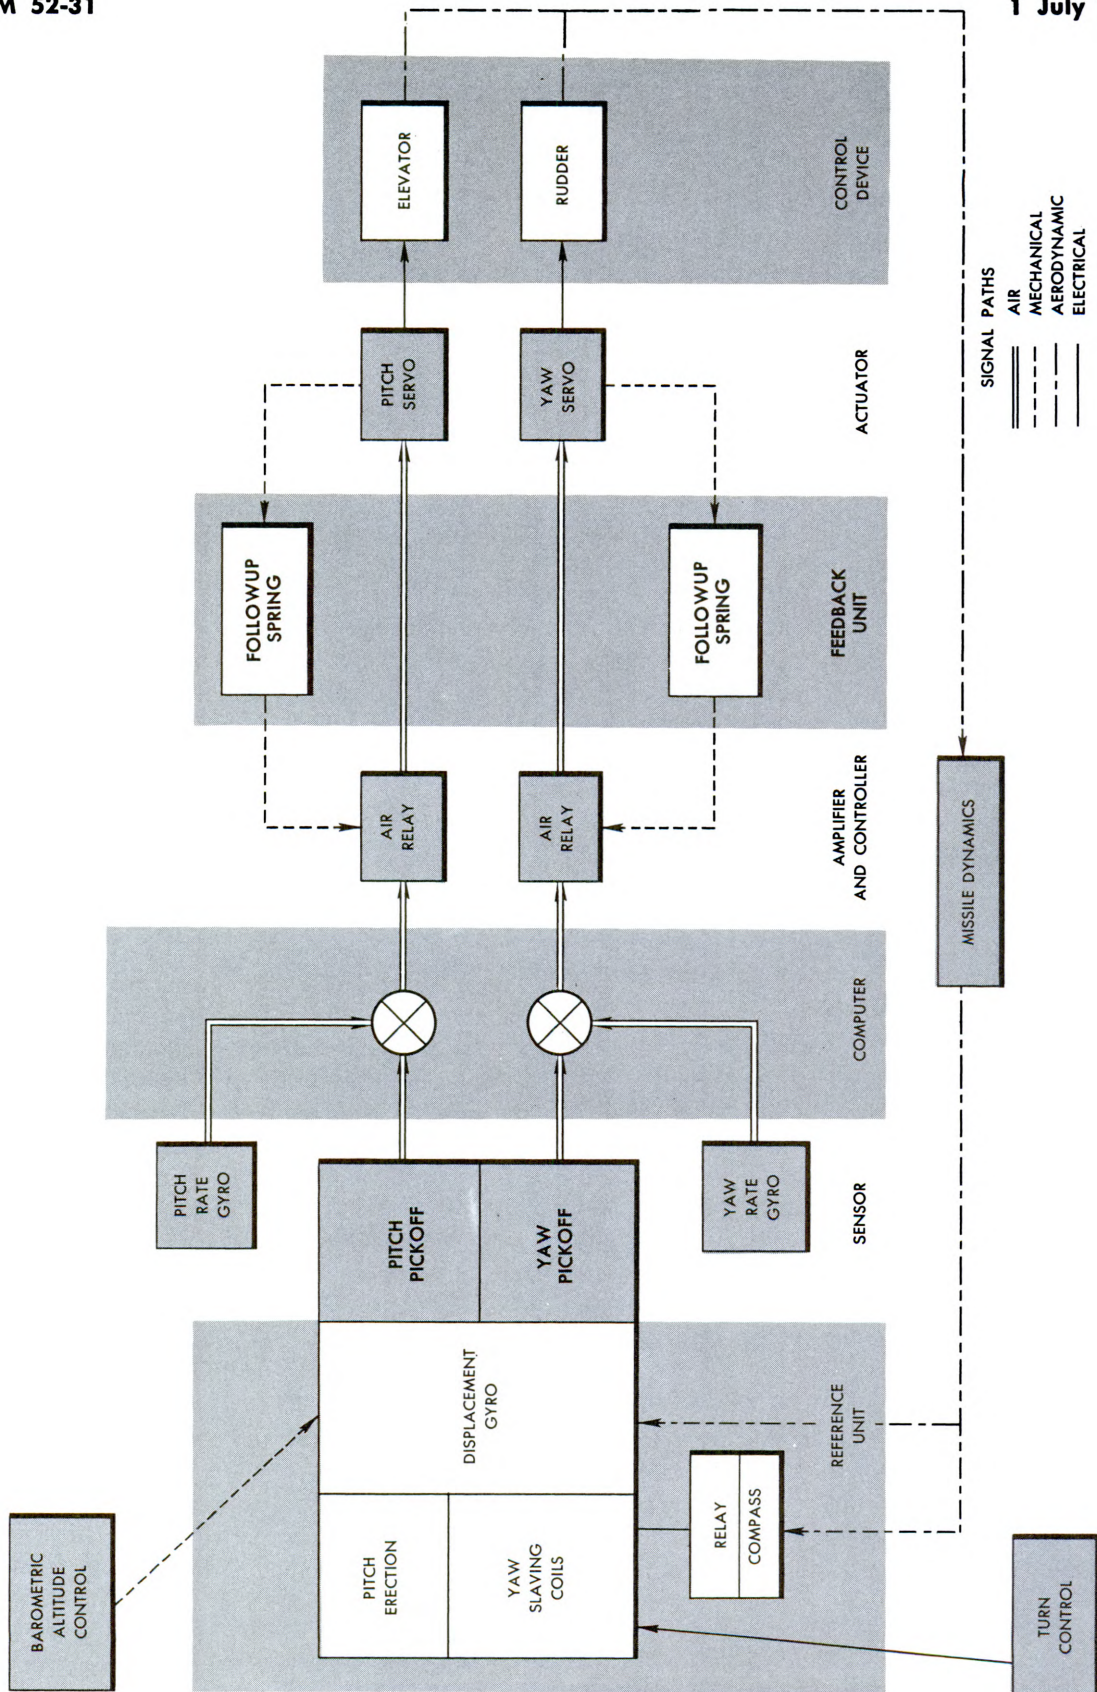 M 52-31
1 July
BAROMETRIC
ALTITUDE
CONTROL
PITCH
ERECTION
YAW
SLAVING
COILS
DISPLACEMENT
GYRO
RELAY
COMPASS
REFERENCE
UNIT
TURN
CONTROL
PITCH
RATE
GYRO
PITCH
PICKOFF
YAW
PICKOFF
YAW
RATE
GYRO
SENSOR
COMPUTER
AIR
RELAY
AIR
RELAY
AMPLIFIER
AND CONTROLLER
MISSILE DYNAMICS
FOLLOWUP
SPRING
FOLLOWUP
SPRING
FEEDBACK
UNIT
PITCH
SERVO
YAW
SERVO
ACTUATOR
ELEVATOR
RUDDER
CONTROL
DEVICE
SIGNAL PATHS
AIR
MECHANICAL
AERODYNAMIC
ELECTRICAL